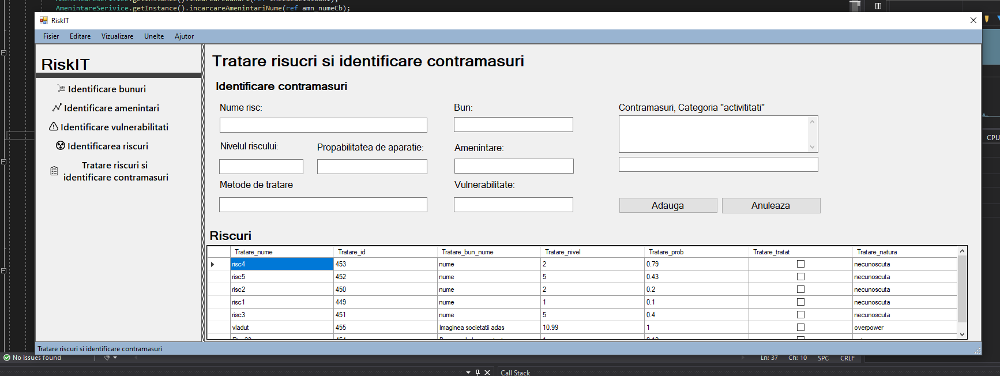 AmenintareSerivice.getInstance().incarcareAmenintariNume(ref amn_numeCb);
RiskIT
Fisier Editare Vizualizare Unelte Ajutor
RiskIT
Identificare bunuri
Identificare amenintari
Identificare vulnerabilitati
Identificarea riscuri
Tratare riscuri si
identificare contramasuri
Tratare risucri si identificare contramasuri
Identificare contramasuri
Nume risc: Bun: Contramasuri, Categoria "activititati"
Nivelul riscului: Propabilitatea de aparatie: Amenintare:
Metode de tratare Vulnerabilitate:
Adauga Anuleaza
Riscuri
Tratare_nume Tratare_id Tratare_bun_nume Tratare_nivel Tratare_prob Tratare_tratat Tratare_natura
risc4 453 nume 2 0.79 necunoscuta
risc5 452 nume 5 0.43 necunoscuta
risc2 450 nume 2 0.2 necunoscuta
risc1 449 nume 1 0.1 necunoscuta
risc3 451 nume 5 0.4 necunoscuta
vladut 455 Imaginea societatii adas 10.99 1 overpower
Tratare riscuri si identificare contramasuri
CPU
No issues found Ln: 37 Ch: 10 SPC CRLF
Call Stack